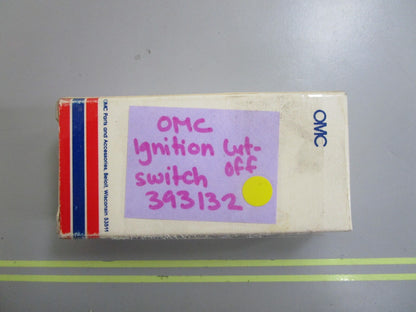 OMC
Ignition Cut-
off
switch
393132
OMC
OMC Parts and Accessories, Beloit, Wisconsin 53511